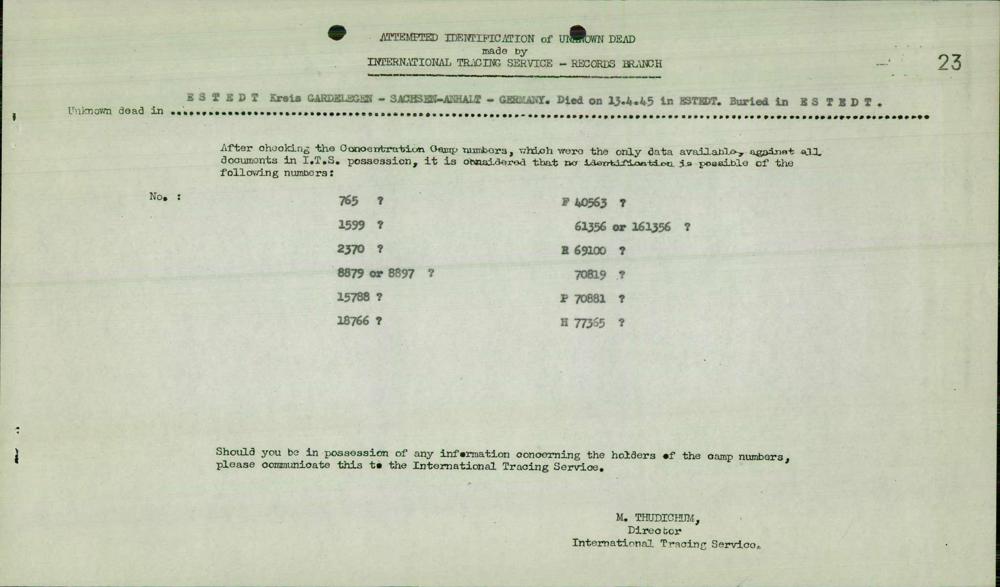 ATTEMPTED IDENTIFICATION of UNKNOWN DEAD
made by
INTERNATIONAL TRACING SERVICE - RECORDS BRANCH
23
Unknown dead in E S T E D T Kreis GARDELEGEN - SACHSEN-ANHALT - GERMANY. Died on 13.4.45 in ESTEDT. Buried in E S T E D T .
After checking the Concentration Camp numbers, which were the only data available, against all
documents in I.T.S. possession, it is considered that no identification is possible of the
following numbers:
No. : 765 ? F 40563 ?
1599 ? 61356 or 161356 ?
2370 ? R 69100 ?
8879 or 8897 ? 70819 ?
15788 ? P 70881 ?
18766 ? H 77365 ?
Should you be in possession of any information concerning the holders of the camp numbers,
please communicate this to the International Tracing Service.
M. THUDICHUM,
Director
International Tracing Service.